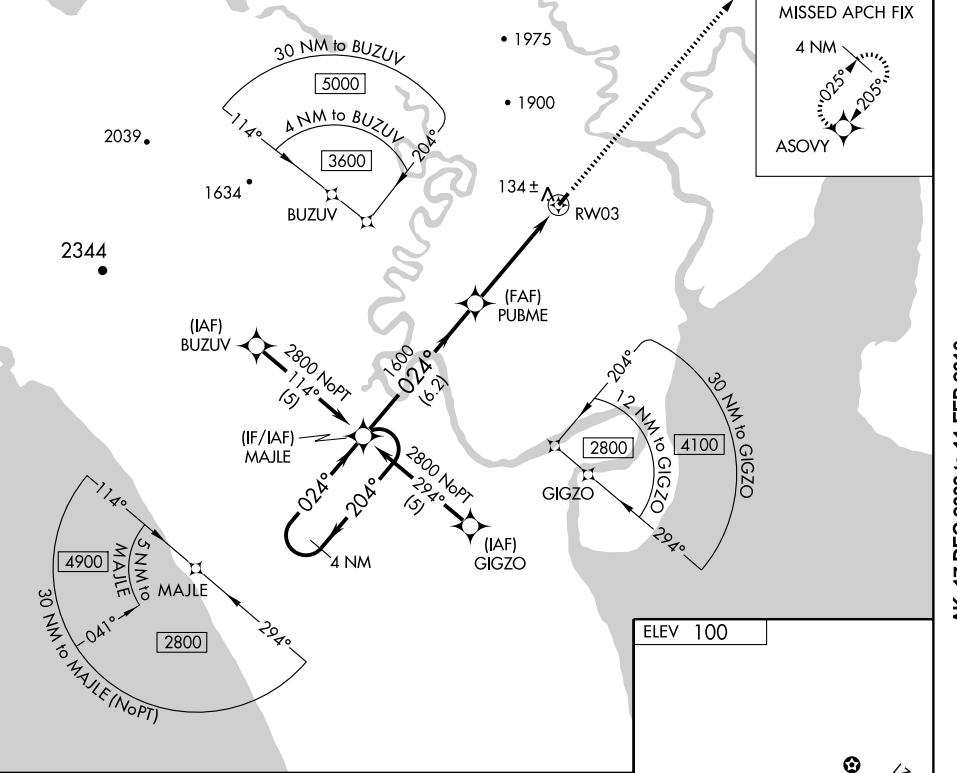 MISSED APCH FIX
4 NM
025°
205°
ASOVY
1975
1900
30 NM to BUZUV
5000
4 NM to BUZUV
3600
114°
204°
BUZUV
2039
1634
2344
134 ±
RW03
(FAF)
PUBME
(IAF)
BUZUV
2800 NoPT
114°
(5)
1600
024°
(6.2)
(IF/IAF)
MAJLE
2800 NoPT
294°
(5)
024°
204°
4 NM
(IAF)
GIGZO
204°
30 NM to GIGZO
12 NM to GIGZO
2800
4100
GIGZO
294°
114°
4900
5 NM to
MAJLE
MAJLE
041°
2800
294°
30 NM to MAJLE (NoPT)
ELEV 100